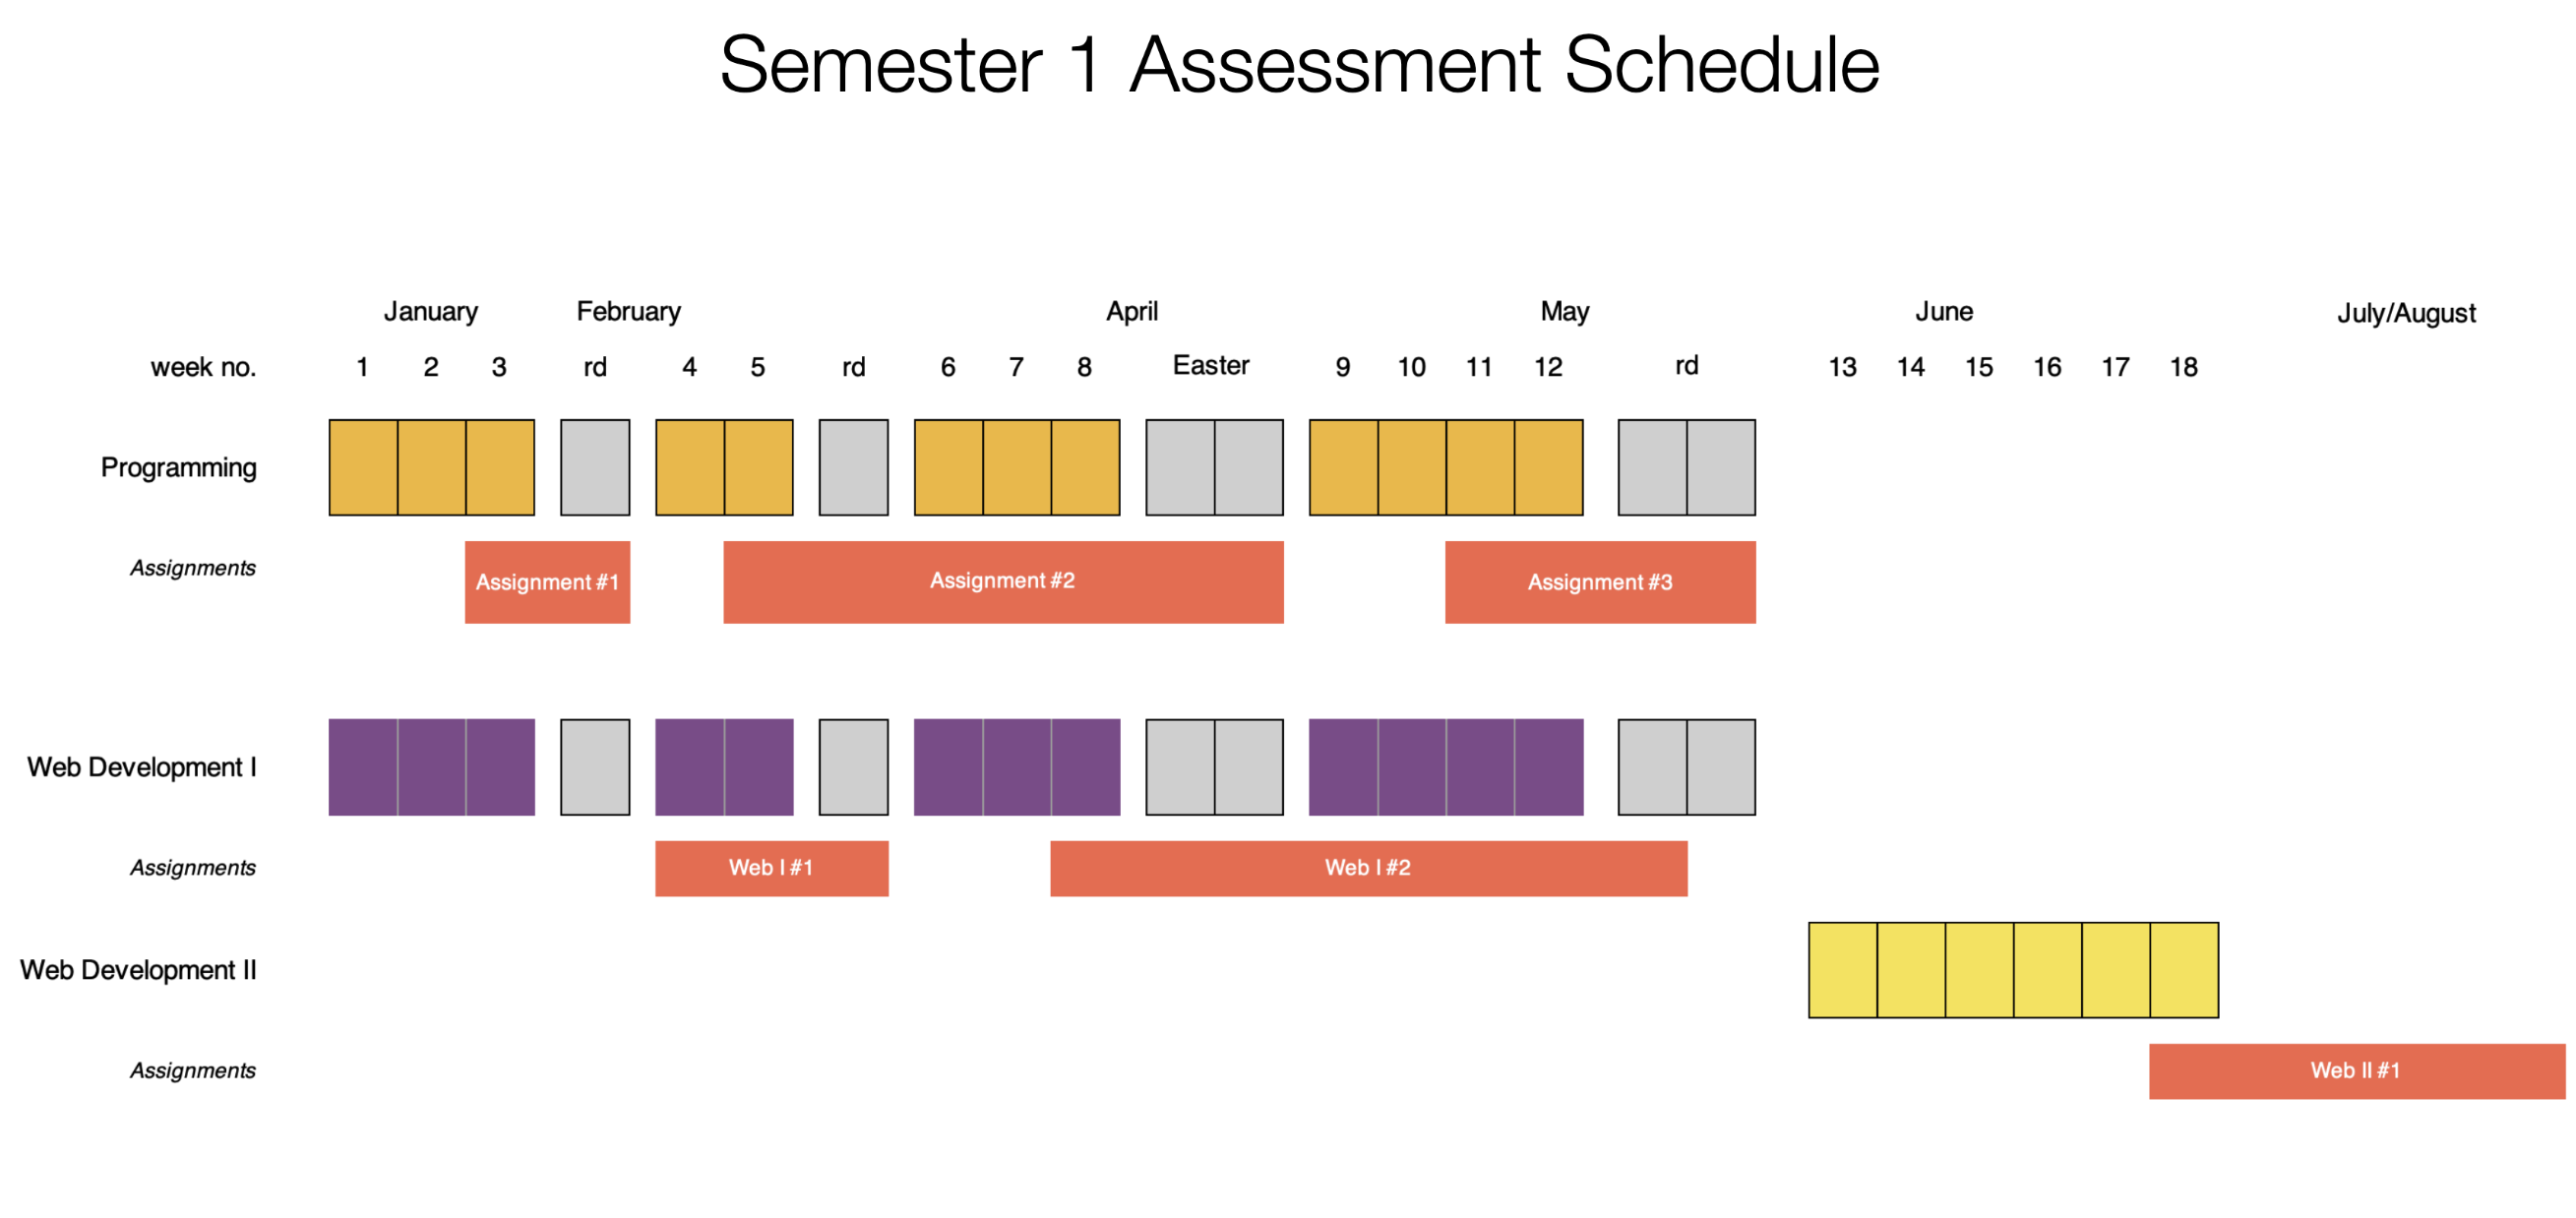 Semester 1 Assessment Schedule
January February April May June July/August
week no. 1 2 3 rd 4 5 rd 6 7 8 Easter 9 10 11 12 rd 13 14 15 16 17 18
Programming
Assignments Assignment #1 Assignment #2 Assignment #3
Web Development I
Assignments Web I #1 Web I #2
Web Development II
Assignments Web II #1